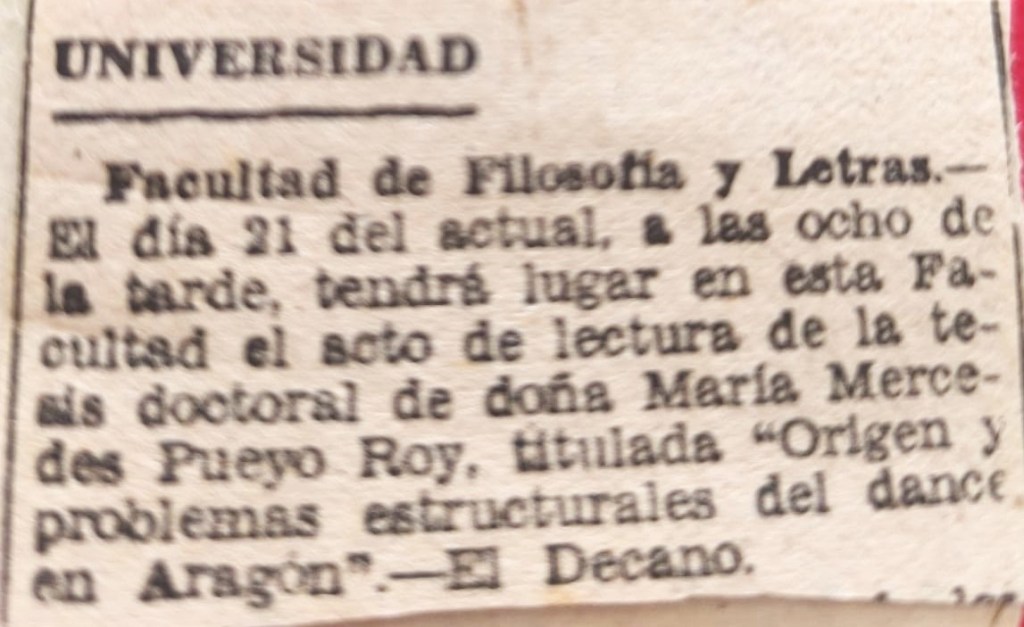 UNIVERSIDAD
Facultad de Filosofía y Letras.—
El día 21 del actual, a las ocho de
la tarde, tendrá lugar en esta Fa-
cultad el acto de lectura de la te-
sis doctoral de doña María Merce-
des Pueyo Roy, titulada “Origen y
problemas estructurales del dance
en Aragón”.—El Decano.